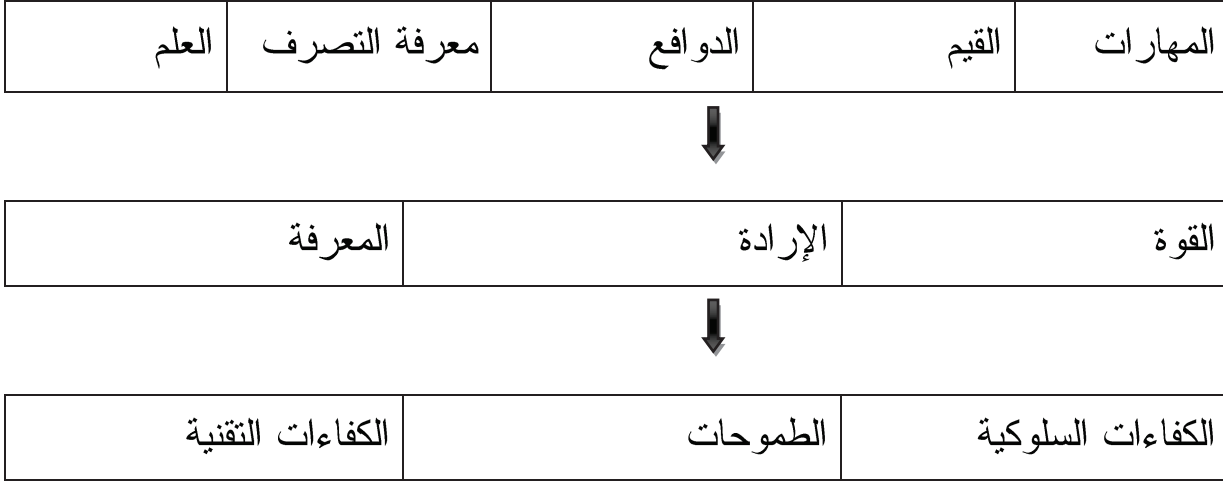 المهارات القيم الدوافع معرفة التصرف العلم
القوة الإرادة المعرفة
الكفاءات السلوكية الطموحات الكفاءات التقنية